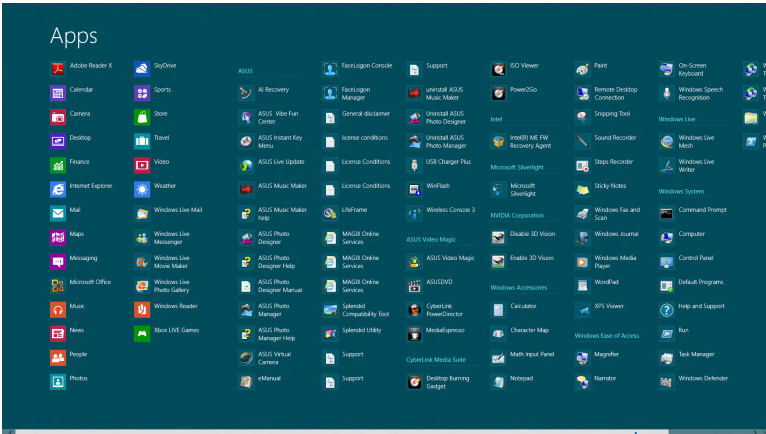 Apps
Adobe Reader X
Calendar
Camera
Desktop
Finance
Internet Explorer
Mail
Maps
Messaging
Microsoft Office
Music
News
People
Photos
SkyDrive
Sports
Store
Travel
Video
Weather
Windows Live Mail
Windows Live
Messenger
Windows Live
Movie Maker
Windows Live
Photo Gallery
Windows Reader
Xbox LIVE Games
ASUS
AI Recovery
ASUS Vibe Fun
Center
ASUS Instant Key
Menu
ASUS Live Update
ASUS Music Maker
ASUS Music Maker
help
ASUS Photo
Designer
ASUS Photo
Designer Help
ASUS Photo
Designer Manual
ASUS Photo
Manager
ASUS Photo
Manager Help
ASUS Virtual
Camera
eManual
FaceLogon Console
FaceLogon
Manager
General disclaimer
license conditions
License Conditions
License Conditions
LifeFrame
MAGIX Online
Services
MAGIX Online
Services
MAGIX Online
Services
Splendid
Compatibility Tool
Splendid Utility
Support
Support
Support
uninstall ASUS
Music Maker
Uninstall ASUS
Photo Designer
Uninstall ASUS
Photo Manager
USB Charger Plus
WinFlash
Wireless Console 3
ASUS Video Magic
ASUS Video Magic
ASUSDVD
CyberLink
PowerDirector
MediaEspresso
CyberLink Media Suite
Desktop Burning
Gadget
ISO Viewer
Power2Go
Intel
Intel(R) ME FW
Recovery Agent
Microsoft Silverlight
Microsoft
Silverlight
NVIDIA Corporation
Disable 3D Vision
Enable 3D Vision
Windows Accessories
Calculator
Character Map
Math Input Panel
Notepad
Paint
Remote Desktop
Connection
Snipping Tool
Sound Recorder
Steps Recorder
Sticky Notes
Windows Fax and
Scan
Windows Journal
Windows Media
Player
WordPad
XPS Viewer
Windows Ease of Access
Magnifier
Narrator
On-Screen
Keyboard
Windows Speech
Recognition
Windows Live
Windows Live
Mesh
Windows Live
Writer
Windows System
Command Prompt
Computer
Control Panel
Default Programs
Help and Support
Run
Task Manager
Windows Defender